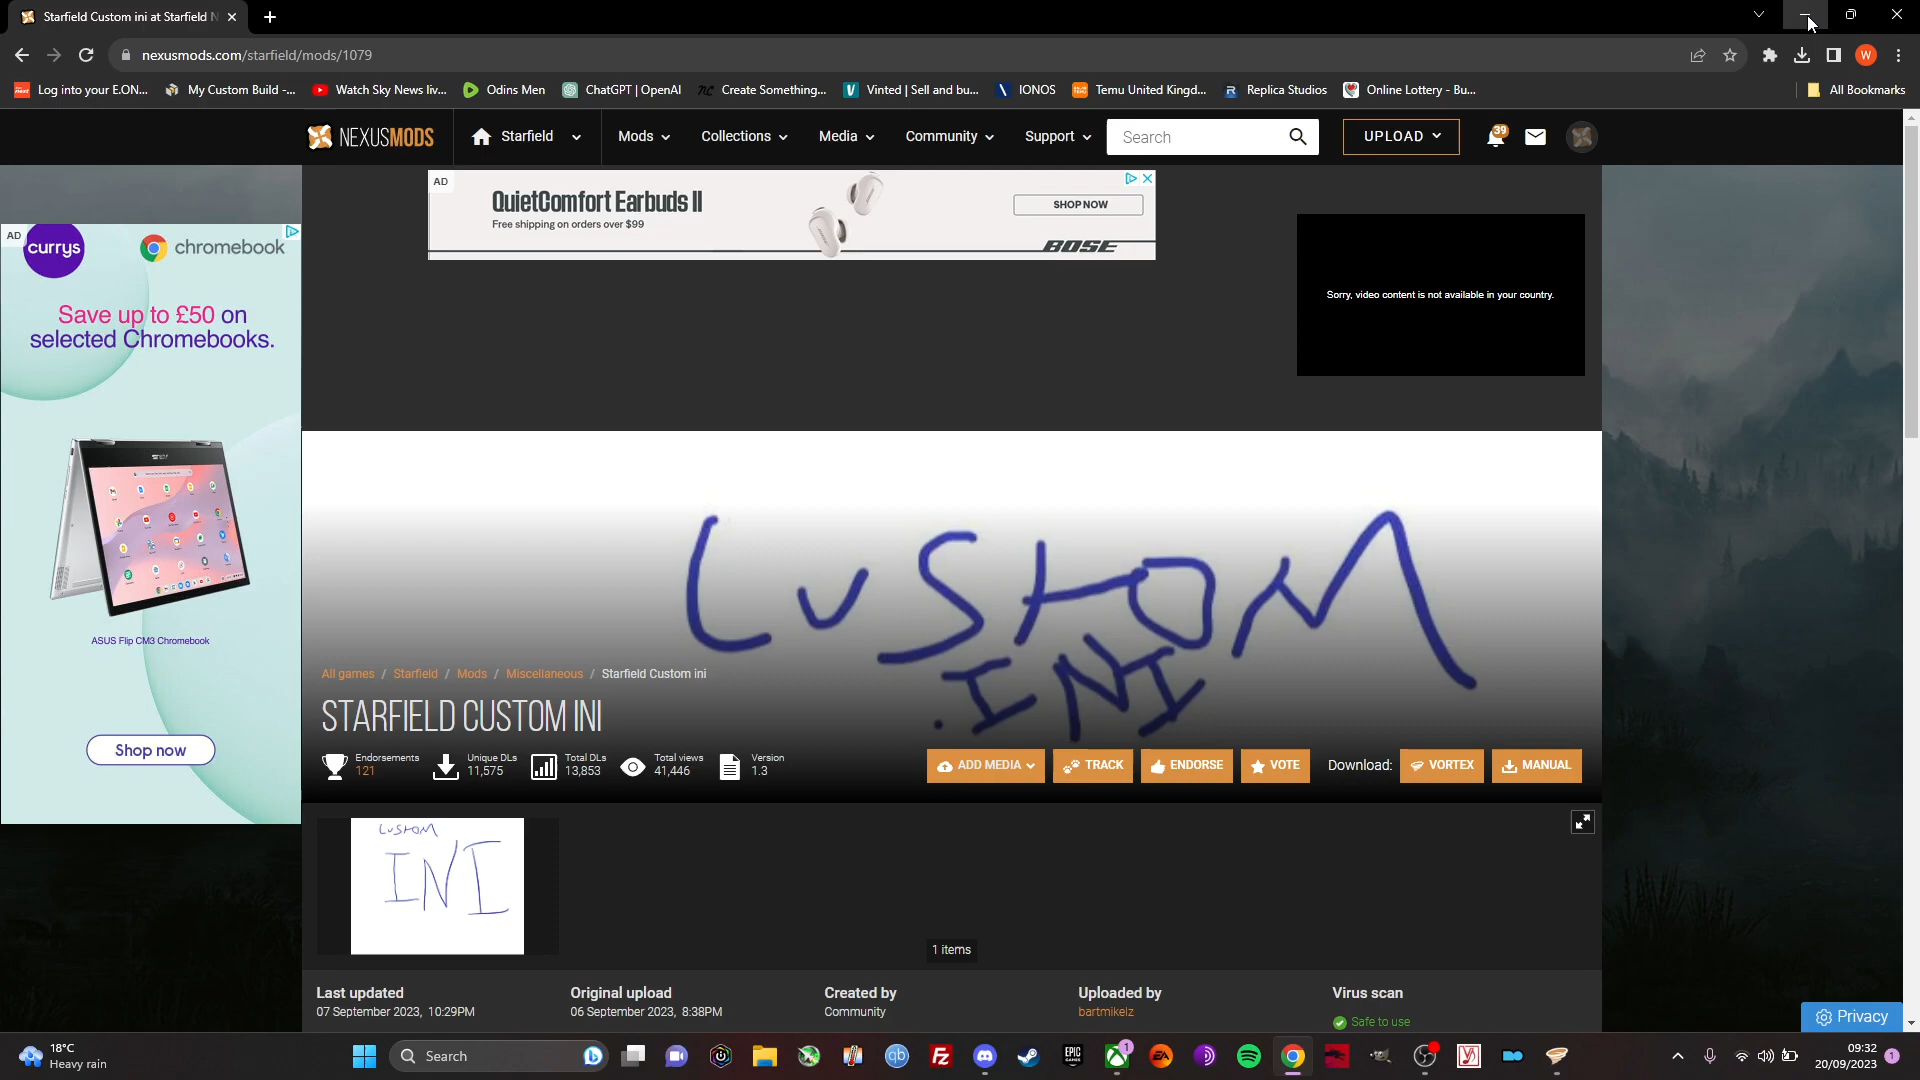 Starfield Custom ini at Starfield N
nexusmods.com/starfield/mods/1079
W
Log into your E.ON...
My Custom Build -...
Watch Sky News liv...
Odins Men
ChatGPT | OpenAI
Create Something...
Vinted | Sell and bu...
IONOS
Temu United Kingd...
Replica Studios
Online Lottery - Bu...
All Bookmarks
NEXUSMODS
Starfield
Mods
Collections
Media
Community
Support
Search
UPLOAD
39
AD
QuietComfort Earbuds II
Free shipping on orders over $99
SHOP NOW
BOSE
Sorry, video content is not available in your country.
AD
currys
chromebook
Save up to £50 on
selected Chromebooks.
ASUS Flip CM3 Chromebook
Shop now
CUSTOM
.INI
All games / Starfield / Mods / Miscellaneous / Starfield Custom ini
STARFIELD CUSTOM INI
Endorsements
121
Unique DLs
11,575
Total DLs
13,853
Total views
41,446
Version
1.3
ADD MEDIA
TRACK
ENDORSE
VOTE
Download:
VORTEX
MANUAL
CUSTOM
INI
1 items
Last updated
07 September 2023, 10:29PM
Original upload
06 September 2023, 8:38PM
Created by
Community
Uploaded by
bartmikelz
Virus scan
Safe to use
Privacy
18°C
Heavy rain
Search
qb
Fz
EPIC
GAMES
1
EA
09:32
20/09/2023
1